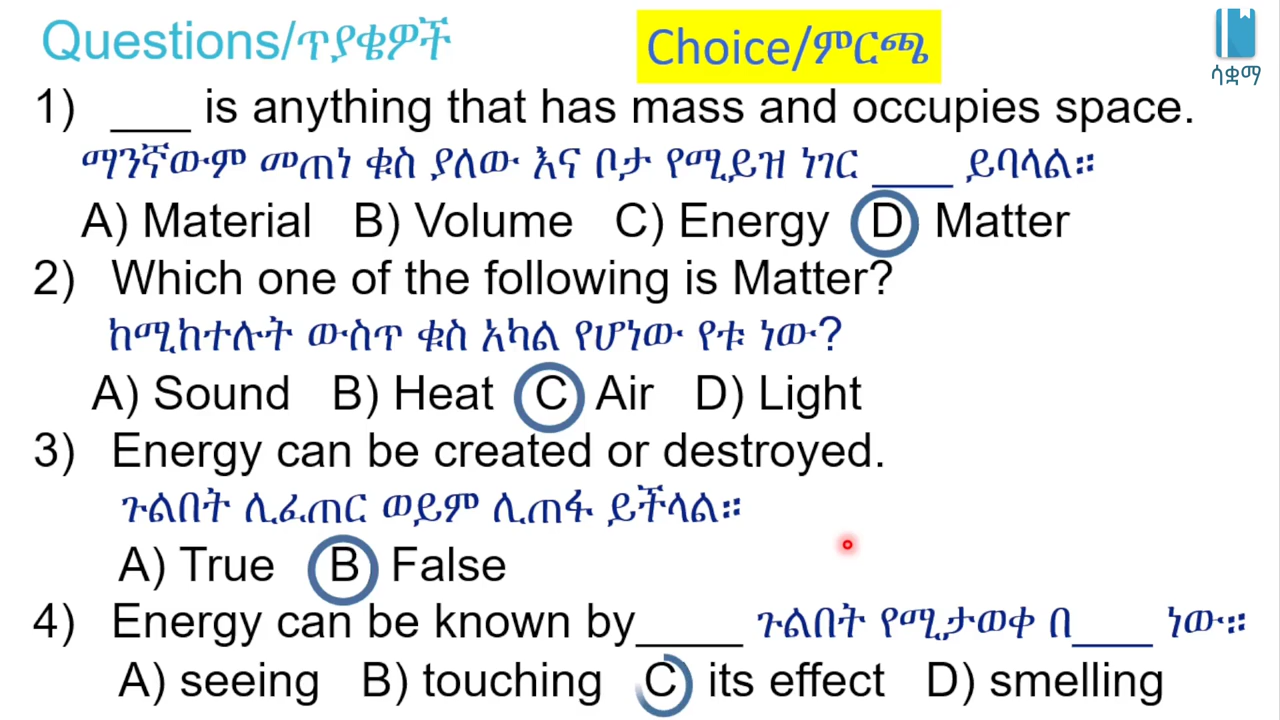 Questions/ጥያቄዎች
Choice/ምርጫ
ሳቋማ
1) ___ is anything that has mass and occupies space.
ማንኛውም መጠነ ቁስ ያለው እና ቦታ የሚይዝ ነገር ___ ይባላል።
A) Material B) Volume C) Energy D Matter
2) Which one of the following is Matter?
ከሚከተሉት ውስጥ ቁስ አካል የሆነው የቱ ነው?
A) Sound B) Heat C Air D) Light
3) Energy can be created or destroyed.
ጉልበት ሊፈጠር ወይም ሊጠፋ ይችላል።
A) True B False
4) Energy can be known by____ ጉልበት የሚታወቀ በ___ ነው።
A) seeing B) touching C) its effect D) smelling